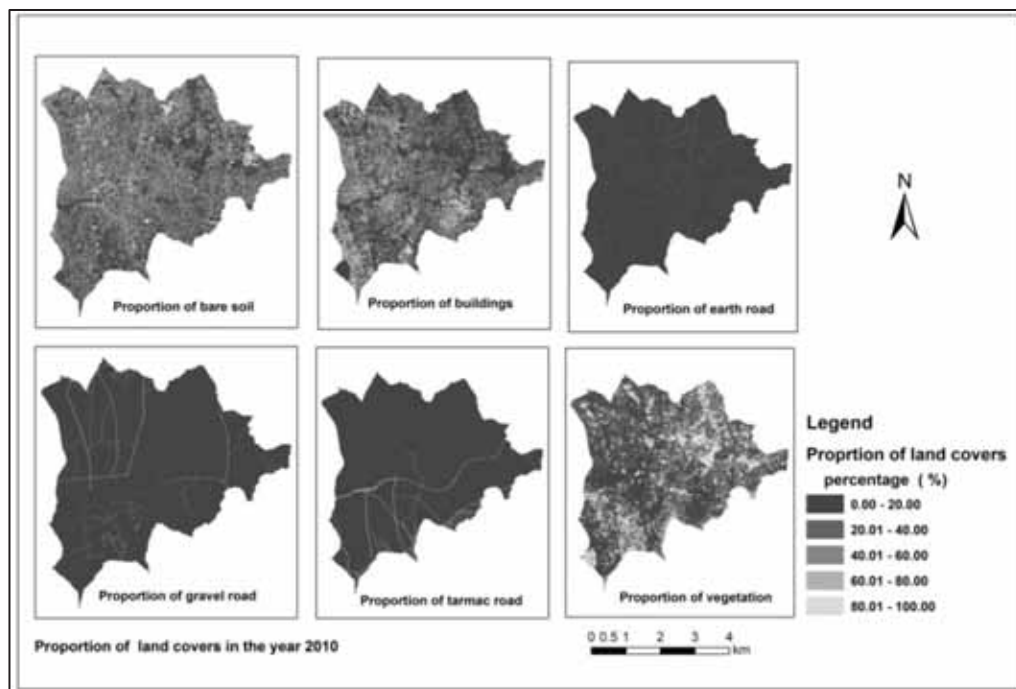 Proportion of bare soil
Proportion of buildings
Proportion of earth road
N
Proportion of gravel road
Proportion of tarmac road
Proportion of vegetation
Legend
Proprtion of land covers
percentage ( %)
0.00 - 20.00
20.01 - 40.00
40.01 - 60.00
60.01 - 80.00
80.01 - 100.00
Proportion of land covers in the year 2010
0 0.5 1 2 3 4
km